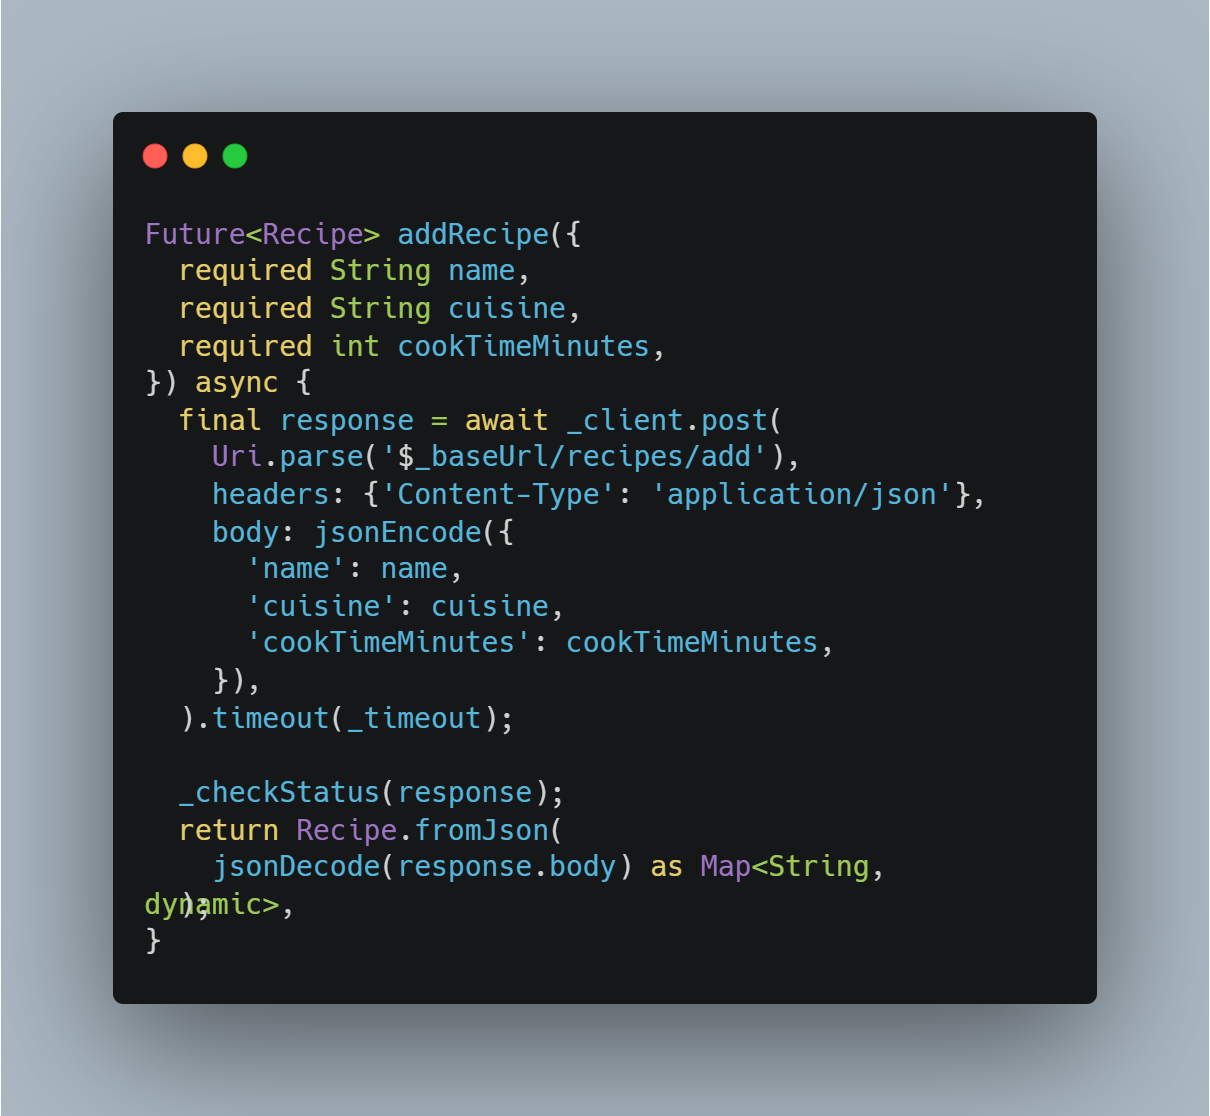 Future<Recipe> addRecipe({
  required String name,
  required String cuisine,
  required int cookTimeMinutes,
}) async {
  final response = await _client.post(
    Uri.parse('$_baseUrl/recipes/add'),
    headers: {'Content-Type': 'application/json'},
    body: jsonEncode({
      'name': name,
      'cuisine': cuisine,
      'cookTimeMinutes': cookTimeMinutes,
    }),
  ).timeout(_timeout);

  _checkStatus(response);
  return Recipe.fromJson(
    jsonDecode(response.body) as Map<String,
dynamic>,
  );
}